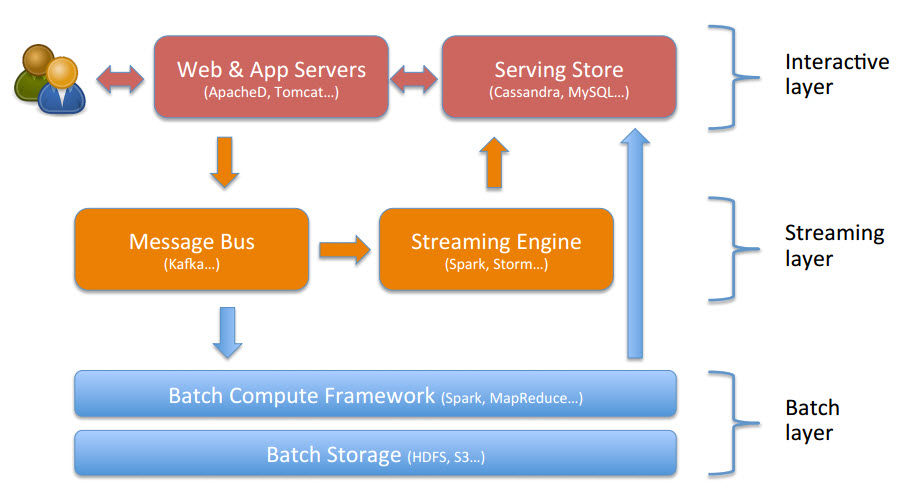 Web & App Servers
(ApacheD, Tomcat…)
Serving Store
(Cassandra, MySQL…)
Interactive
layer
Message Bus
(Kafka…)
Streaming Engine
(Spark, Storm…)
Streaming
layer
Batch Compute Framework (Spark, MapReduce…)
Batch Storage (HDFS, S3…)
Batch
layer